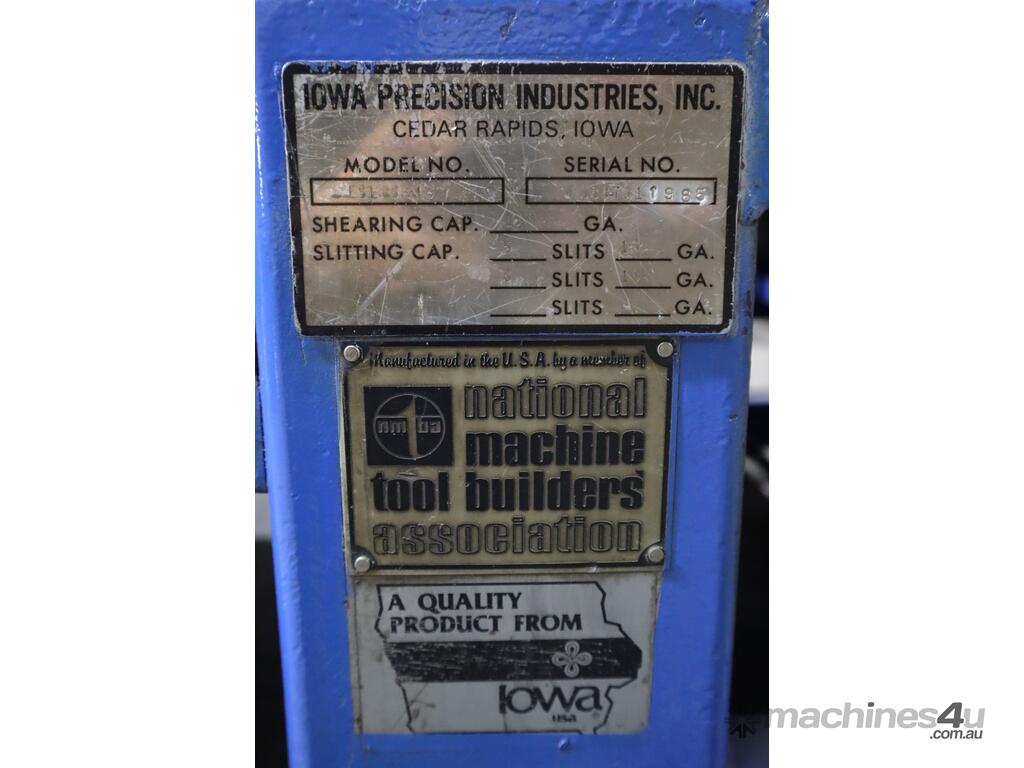 IOWA PRECISION INDUSTRIES, INC.
CEDAR RAPIDS, IOWA
MODEL NO. SERIAL NO.
SHEARING CAP. GA.
SLITTING CAP. SLITS GA.
SLITS GA.
SLITS GA.
Manufactured in the U.S.A. by a member of
nmtba
national
machine
tool builders'
association
A QUALITY
PRODUCT FROM
Iowa
usa
machines4u
.com.au